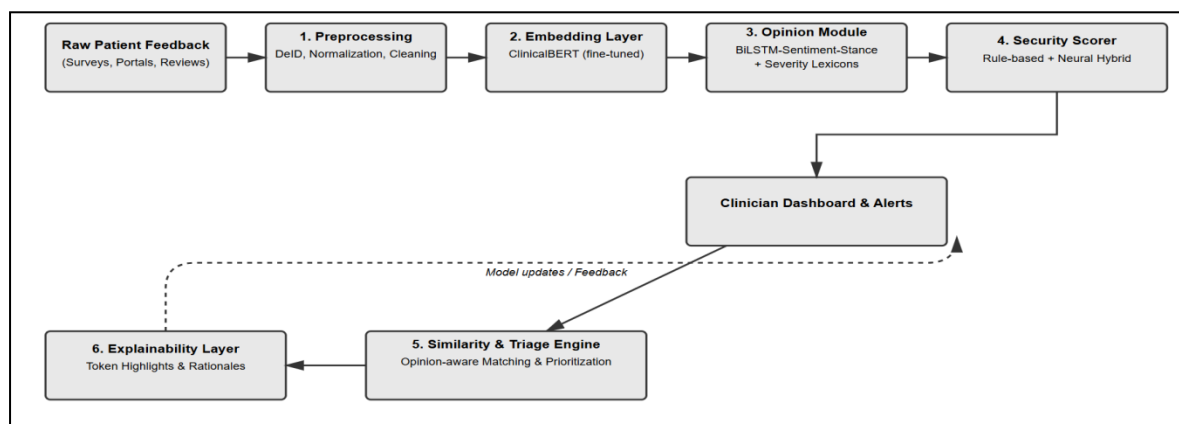 Raw Patient Feedback
(Surveys, Portals, Reviews)
1. Preprocessing
DeID, Normalization, Cleaning
2. Embedding Layer
ClinicalBERT (fine-tuned)
3. Opinion Module
BiLSTM-Sentiment-Stance
+ Severity Lexicons
4. Security Scorer
Rule-based + Neural Hybrid
Clinician Dashboard & Alerts
Model updates / Feedback
5. Similarity & Triage Engine
Opinion-aware Matching & Prioritization
6. Explainability Layer
Token Highlights & Rationales